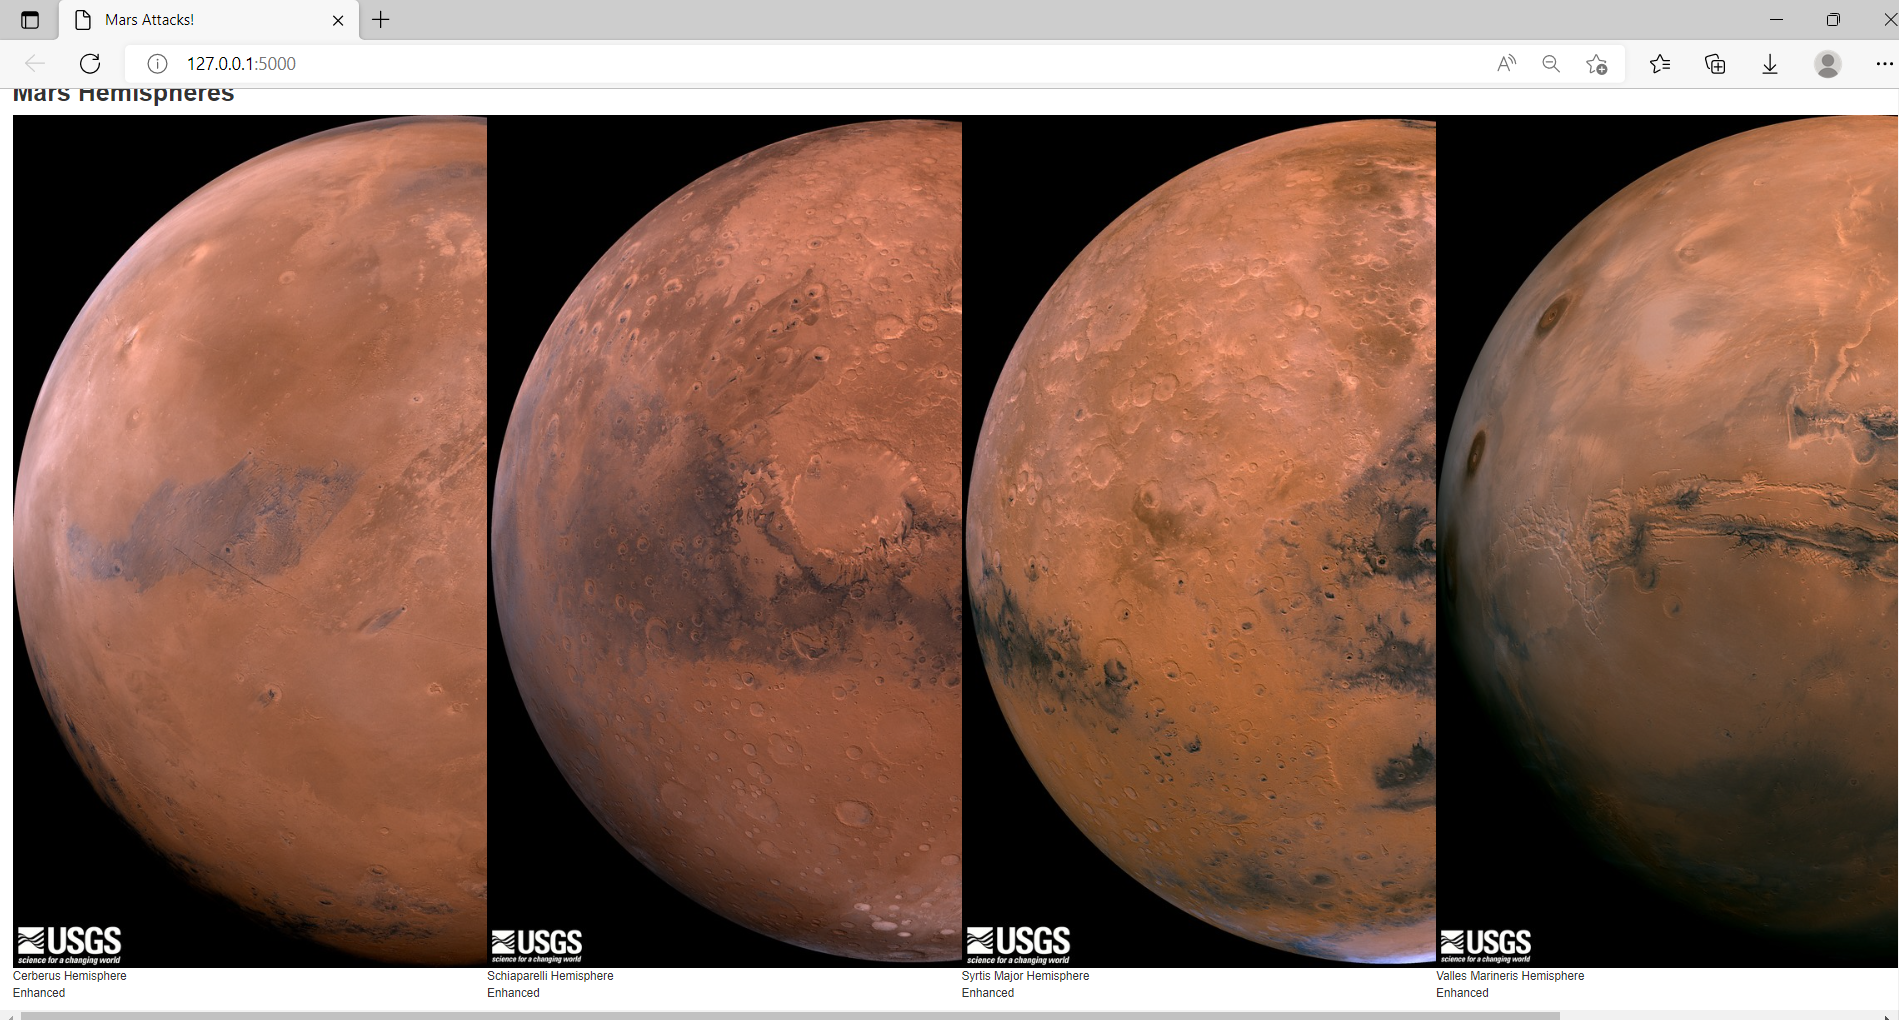 Mars Attacks!
127.0.0.1:5000
Mars Hemispheres
USGS
science for a changing world
USGS
science for a changing world
USGS
science for a changing world
USGS
science for a changing world
Cerberus Hemisphere
Enhanced
Schiaparelli Hemisphere
Enhanced
Syrtis Major Hemisphere
Enhanced
Valles Marineris Hemisphere
Enhanced